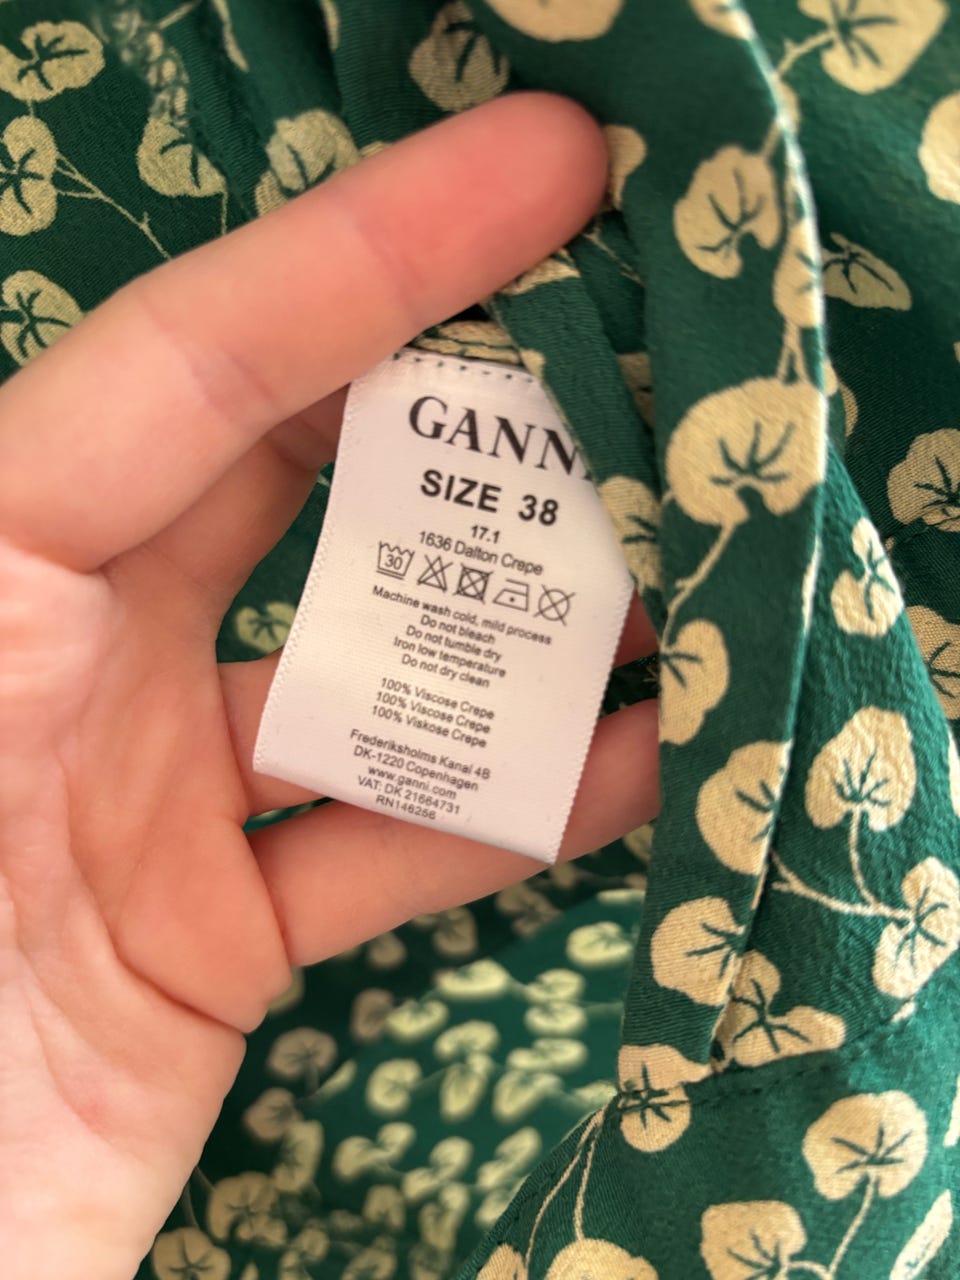 GANNI
SIZE 38
17.1
1636 Dalton Crepe
30
Machine wash cold, mild process
Do not bleach
Do not tumble dry
Iron low temperature
Do not dry clean
100% Viscose Crepe
100% Viscose Crepe
100% Viskose Crepe
Frederiksholms Kanal 4B
DK-1220 Copenhagen
www.ganni.com
VAT: DK 21664731
RN146256